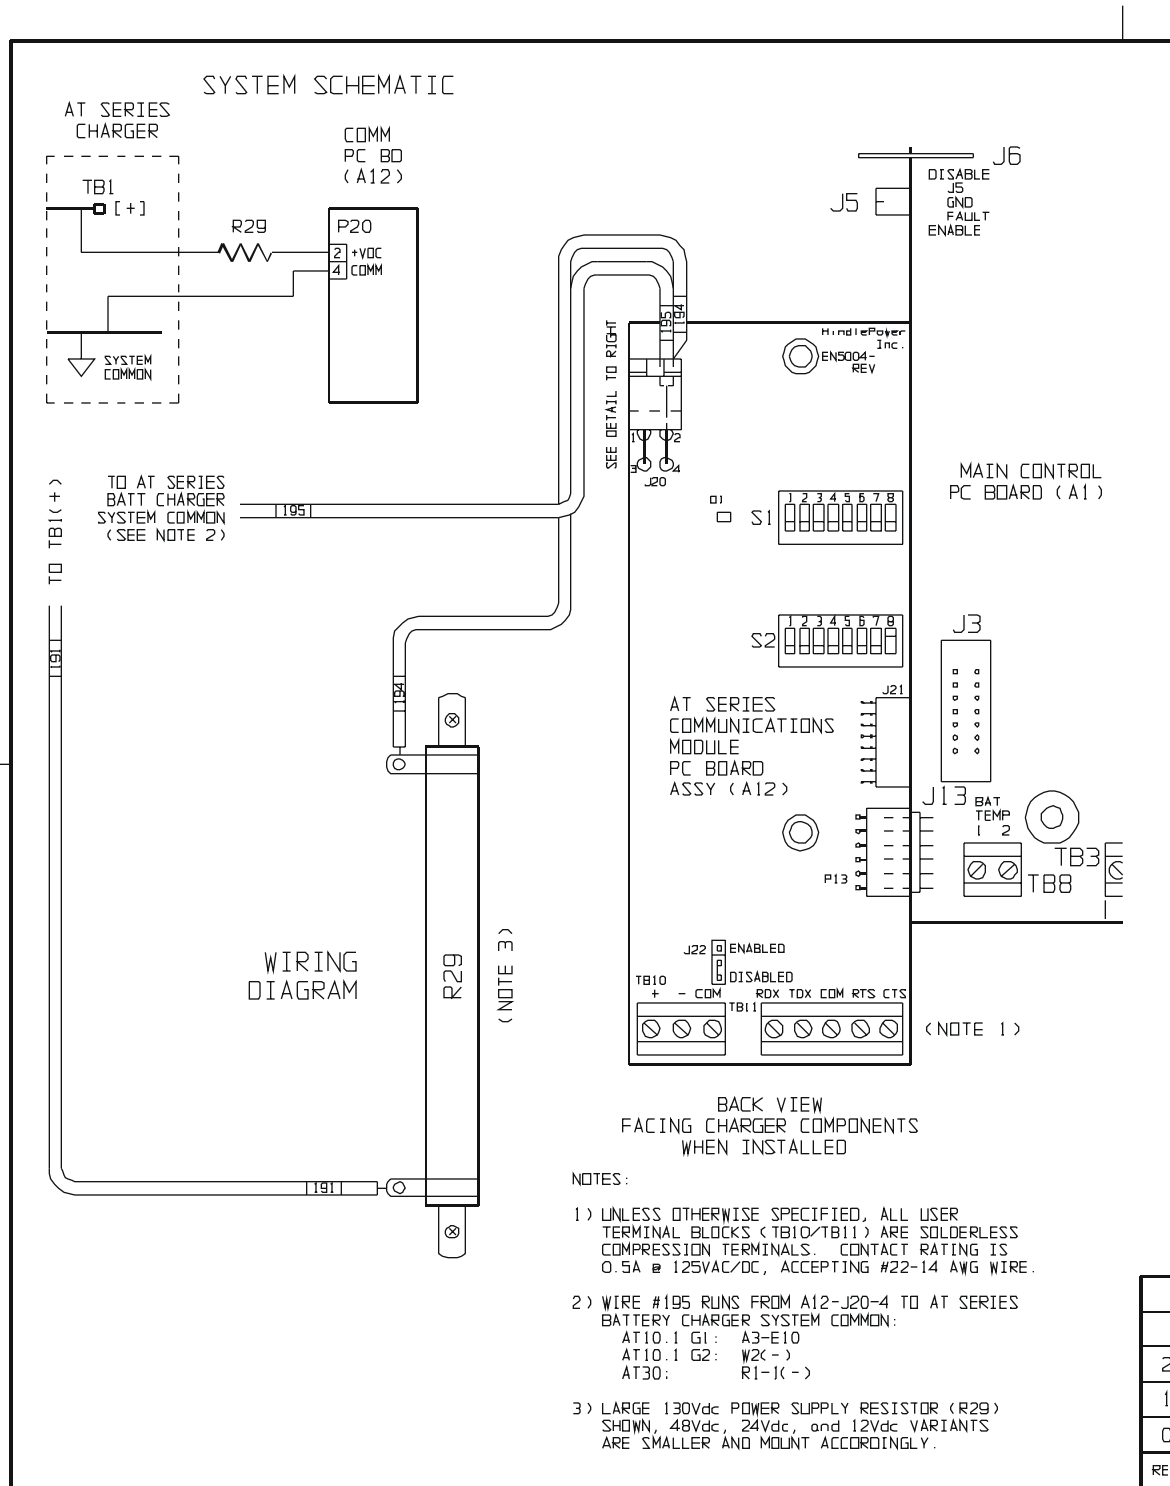 SYSTEM SCHEMATIC
AT SERIES
CHARGER
TB1
[+]
SYSTEM
COMMON
R29
COMM
PC BD
(A12)
P20
2 +VDC
4 COMM
J6
DISABLE
J5
GND
FAULT
ENABLE
J5
195
194
SEE DETAIL TO RIGHT
HindlePower
Inc.
EN5004-
REV
1 2
3 4
J20
TO AT SERIES
BATT CHARGER
SYSTEM COMMON
(SEE NOTE 2)
195
TO TB1(+)
191
194
MAIN CONTROL
PC BOARD (A1)
S1
1 2 3 4 5 6 7 8
S2
1 2 3 4 5 6 7 8
J3
J21
AT SERIES
COMMUNICATIONS
MODULE
PC BOARD
ASSY (A12)
J13
BAT
TEMP
1 2
TB3
TB8
P13
WIRING
DIAGRAM
R29
(NOTE 3)
J22
ENABLED
DISABLED
TB10
+ - COM
TB11
RDX TDX COM RTS CTS
(NOTE 1)
BACK VIEW
FACING CHARGER COMPONENTS
WHEN INSTALLED
191
NOTES:
1) UNLESS OTHERWISE SPECIFIED, ALL USER
TERMINAL BLOCKS (TB10/TB11) ARE SOLDERLESS
COMPRESSION TERMINALS. CONTACT RATING IS
0.5A @ 125VAC/DC, ACCEPTING #22-14 AWG WIRE.
2) WIRE #195 RUNS FROM A12-J20-4 TO AT SERIES
BATTERY CHARGER SYSTEM COMMON:
AT10.1 G1: A3-E10
AT10.1 G2: W2(-)
AT30: R1-1(-)
3) LARGE 130Vdc POWER SUPPLY RESISTOR (R29)
SHOWN, 48Vdc, 24Vdc, and 12Vdc VARIANTS
ARE SMALLER AND MOUNT ACCORDINGLY.
2
1
0
RE